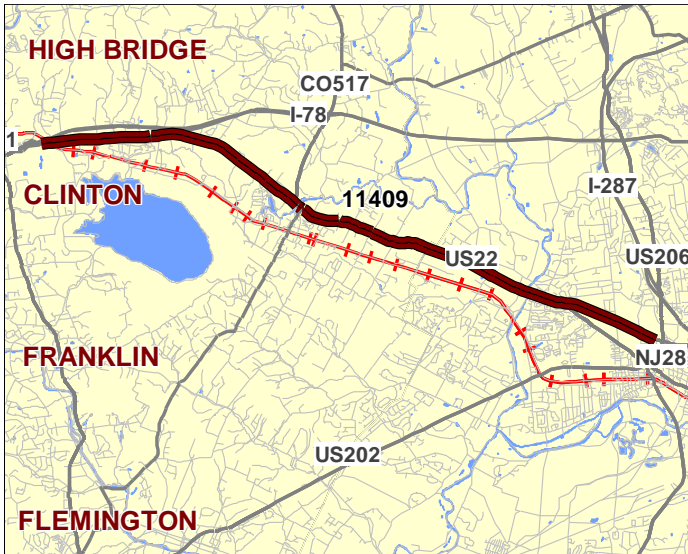 HIGH BRIDGE
CO517
I-78
1
CLINTON
I-287
11409
US22
US206
FRANKLIN
NJ28
US202
FLEMINGTON